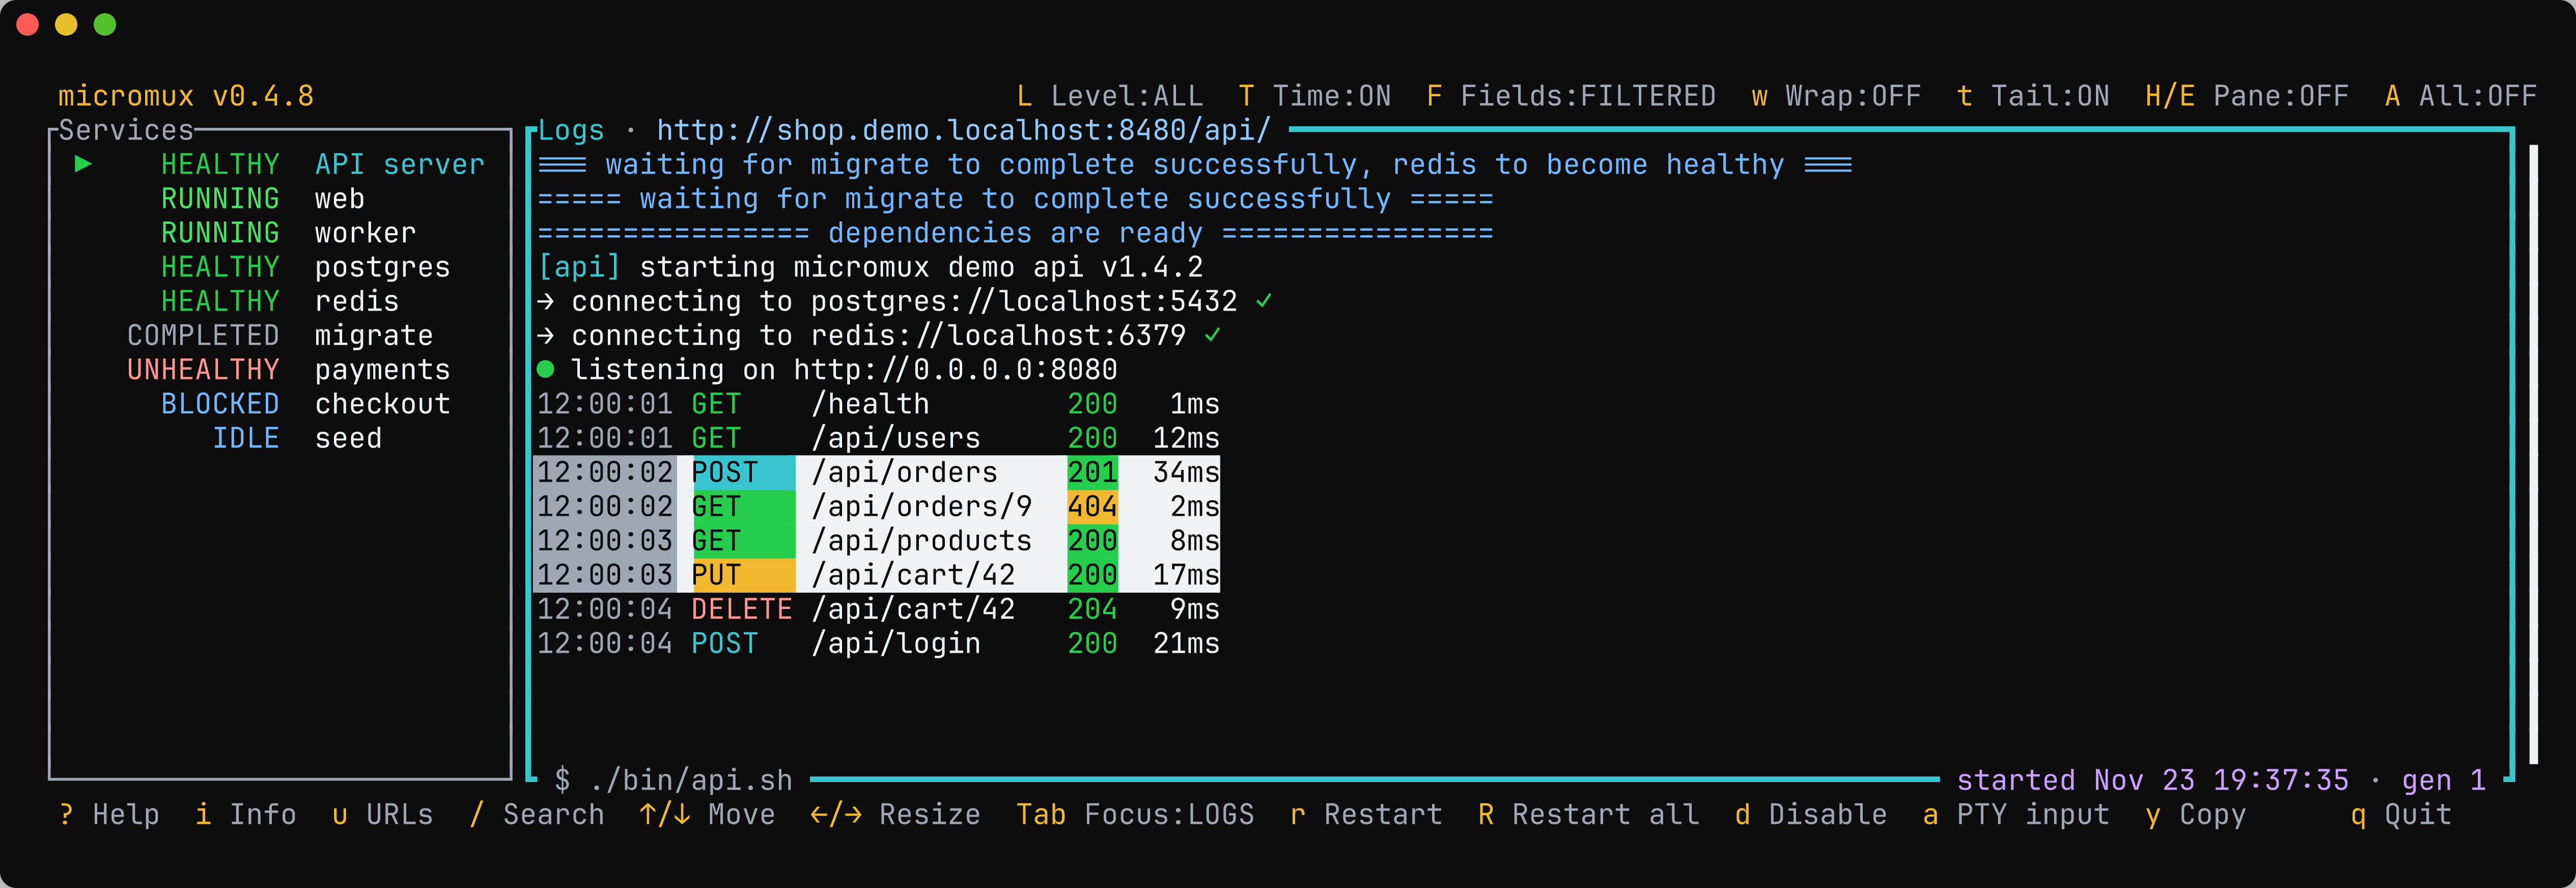 micromux v0.4.8 L Level:ALL T Time:ON F Fields:FILTERED w Wrap:OFF t Tail:ON H/E Pane:OFF A All:OFF
Services
▶ HEALTHY API server
RUNNING web
RUNNING worker
HEALTHY postgres
HEALTHY redis
COMPLETED migrate
UNHEALTHY payments
BLOCKED checkout
IDLE seed
Logs · http://shop.demo.localhost:8480/api/
=== waiting for migrate to complete successfully, redis to become healthy ===
===== waiting for migrate to complete successfully =====
================ dependencies are ready ================
[api] starting micromux demo api v1.4.2
→ connecting to postgres://localhost:5432 ✓
→ connecting to redis://localhost:6379 ✓
● listening on http://0.0.0.0:8080
12:00:01 GET /health 200 1ms
12:00:01 GET /api/users 200 12ms
12:00:02 POST /api/orders 201 34ms
12:00:02 GET /api/orders/9 404 2ms
12:00:03 GET /api/products 200 8ms
12:00:03 PUT /api/cart/42 200 17ms
12:00:04 DELETE /api/cart/42 204 9ms
12:00:04 POST /api/login 200 21ms
$ ./bin/api.sh started Nov 23 19:37:35 · gen 1
? Help i Info u URLs / Search ↑/↓ Move ←/→ Resize Tab Focus:LOGS r Restart R Restart all d Disable a PTY input y Copy q Quit